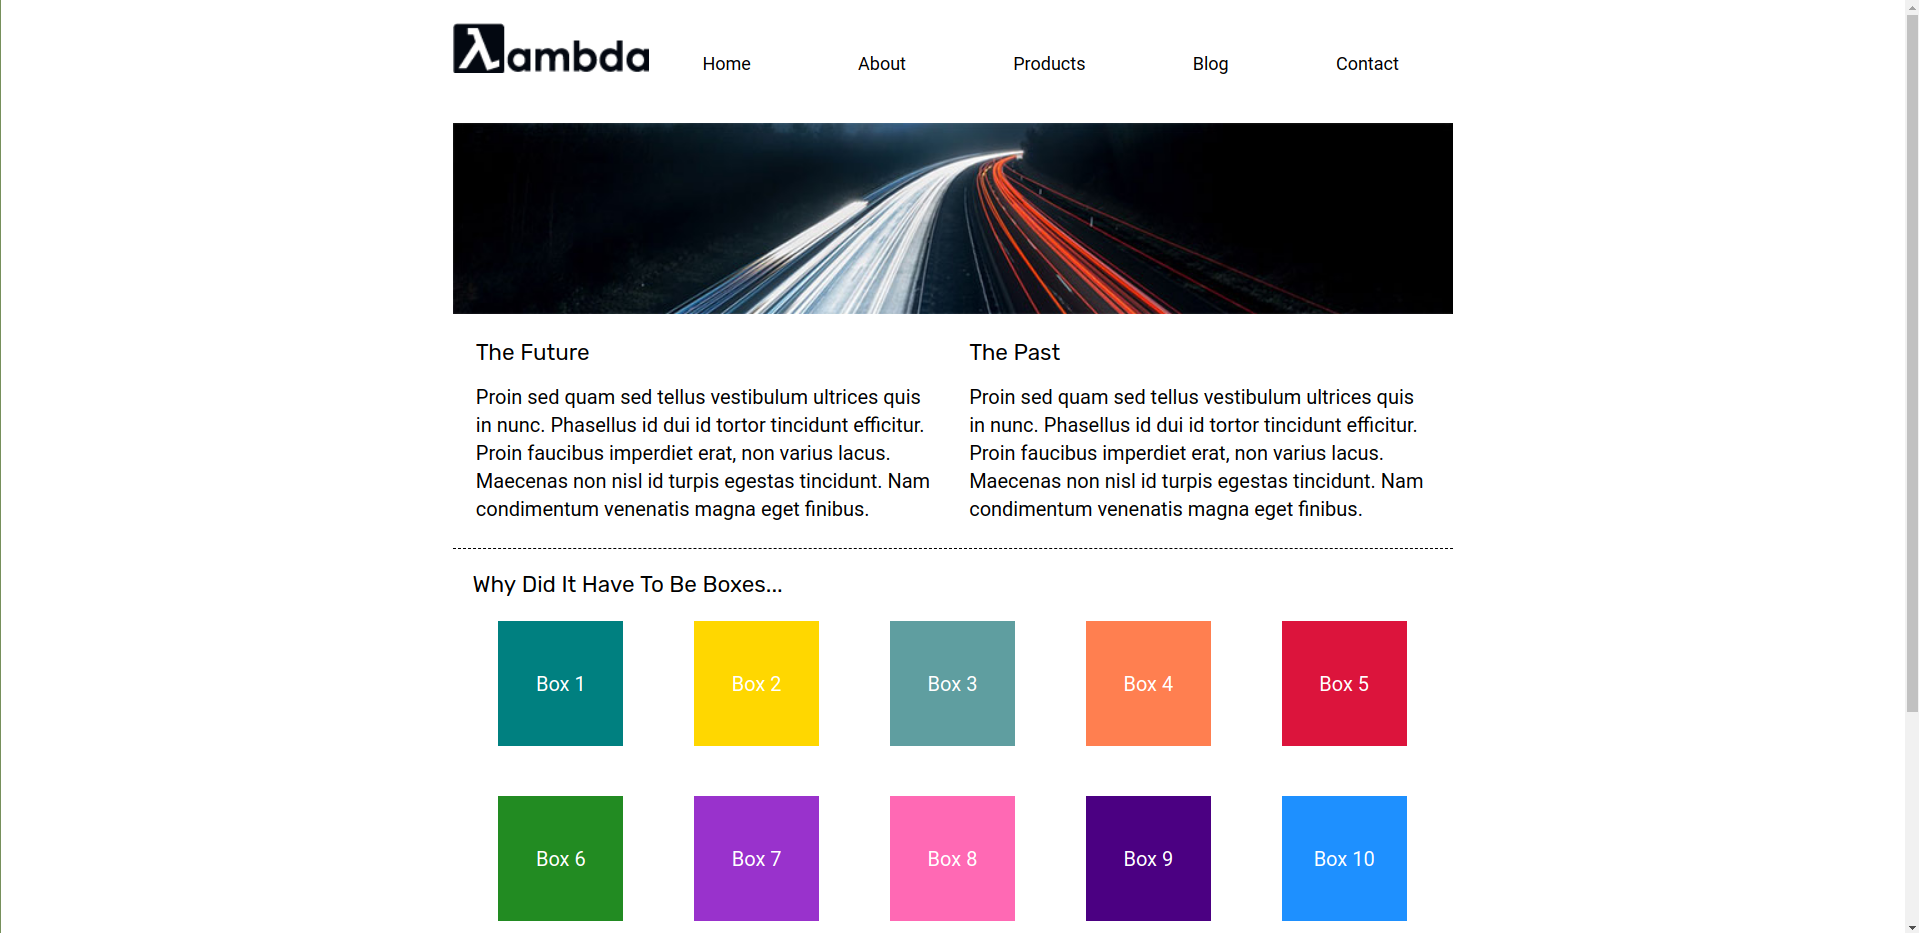 λambda
Home About Products Blog Contact
The Future
Proin sed quam sed tellus vestibulum ultrices quis
in nunc. Phasellus id dui id tortor tincidunt efficitur.
Proin faucibus imperdiet erat, non varius lacus.
Maecenas non nisl id turpis egestas tincidunt. Nam
condimentum venenatis magna eget finibus.
The Past
Proin sed quam sed tellus vestibulum ultrices quis
in nunc. Phasellus id dui id tortor tincidunt efficitur.
Proin faucibus imperdiet erat, non varius lacus.
Maecenas non nisl id turpis egestas tincidunt. Nam
condimentum venenatis magna eget finibus.
Why Did It Have To Be Boxes...
Box 1 Box 2 Box 3 Box 4 Box 5
Box 6 Box 7 Box 8 Box 9 Box 10